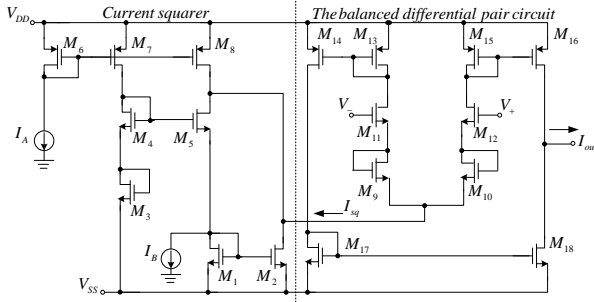 Current squarer
The balanced differential pair circuit
V_DD
M_6
M_7
M_8
M_14
M_13
M_15
M_16
M_4
M_5
V_-
M_11
V_+
M_12
I_A
I_ou
M_3
M_9
M_10
I_sq
I_B
M_1
M_2
M_17
M_18
V_SS